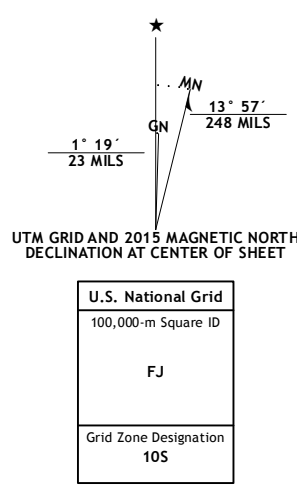 ★
MN
GN
13° 57´
248 MILS
1° 19´
23 MILS
UTM GRID AND 2015 MAGNETIC NORTH
DECLINATION AT CENTER OF SHEET
U.S. National Grid
100,000-m Square ID
FJ
Grid Zone Designation
10S